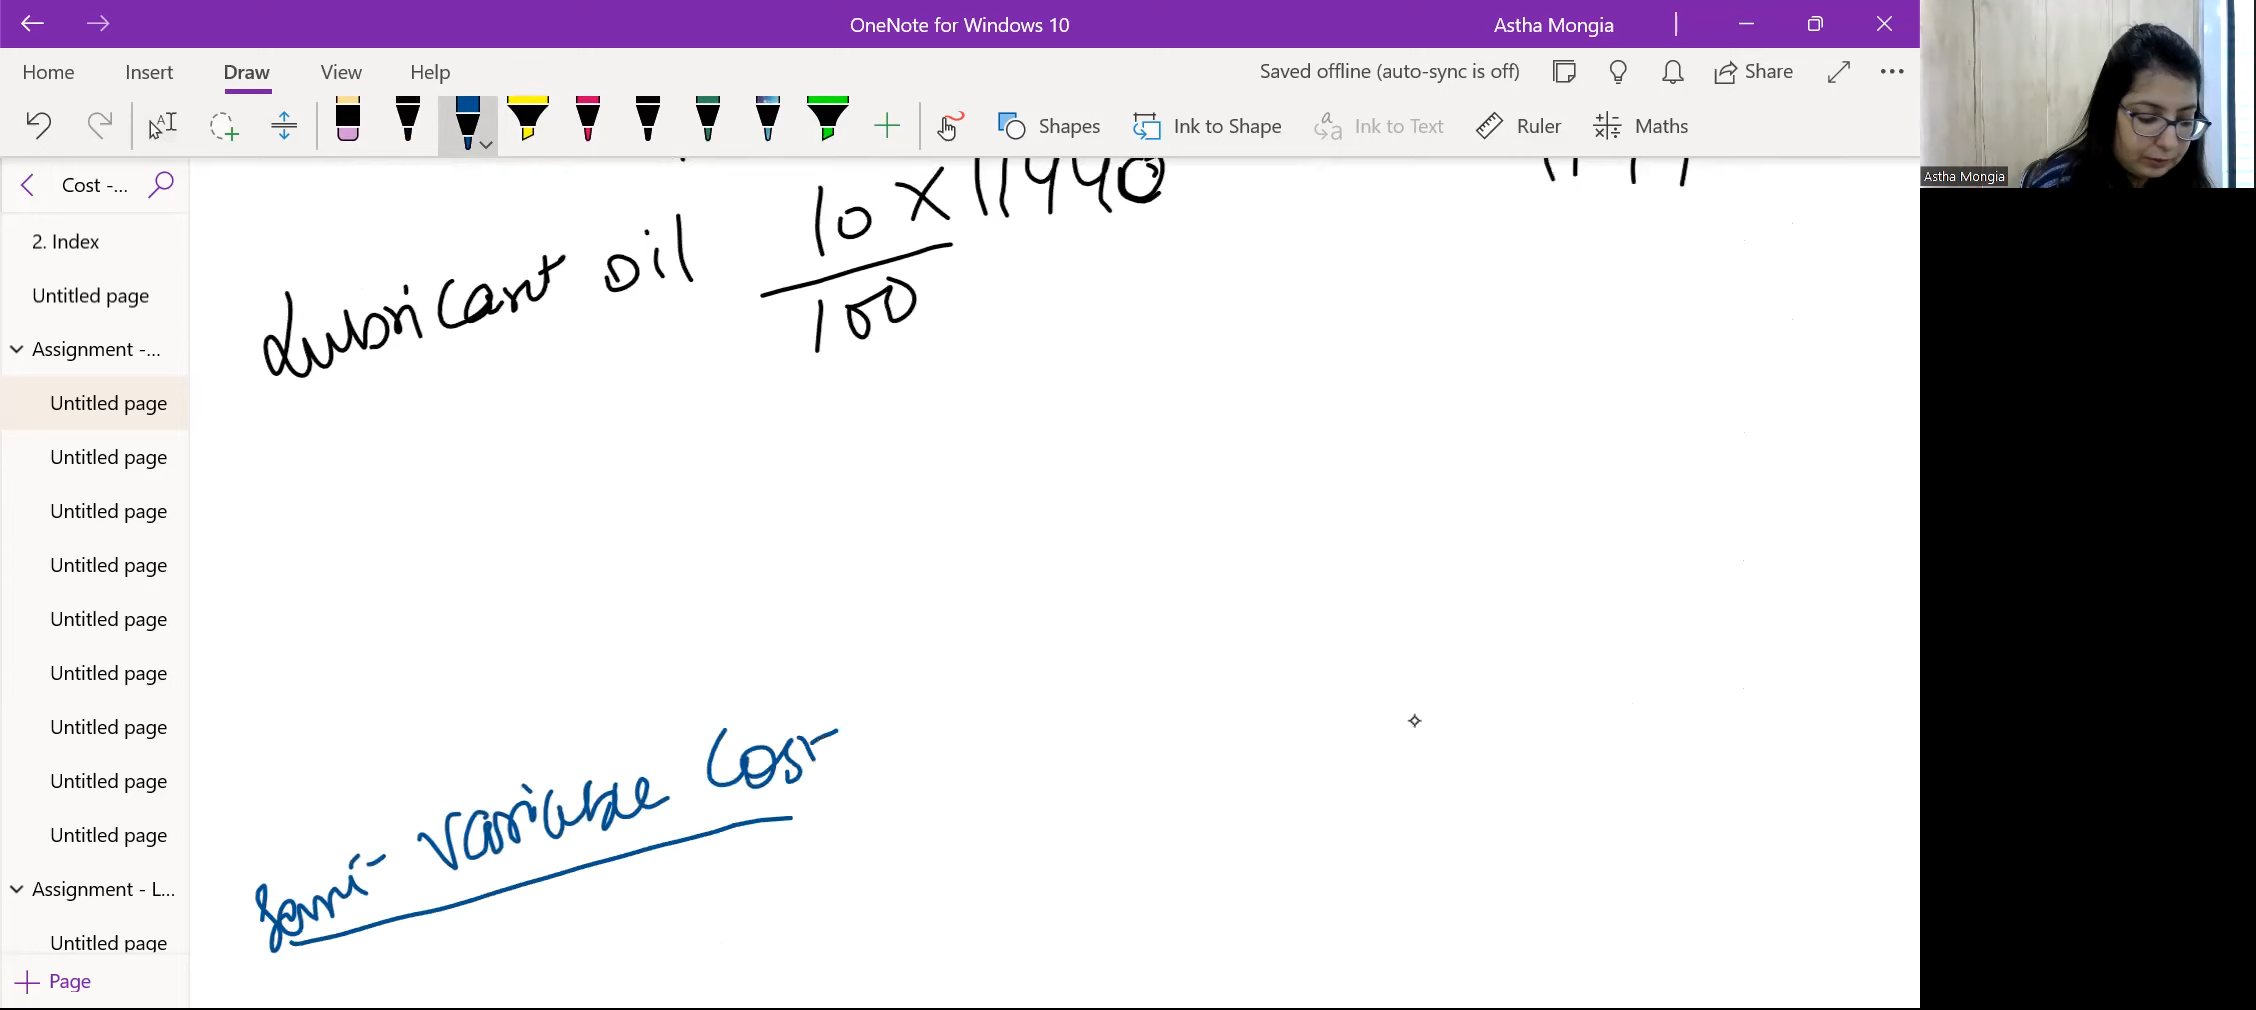 OneNote for Windows 10
Astha Mongia
Home Insert Draw View Help
Saved offline (auto-sync is off) Share
Shapes Ink to Shape Ink to Text Ruler Maths
Astha Mongia
Cost -...
2. Index
Untitled page
Assignment -...
Untitled page
Untitled page
Untitled page
Untitled page
Untitled page
Untitled page
Untitled page
Untitled page
Untitled page
Assignment - L...
Untitled page
Page
Lubricant oil 10 × 11440
100
Semi-Variable Cost